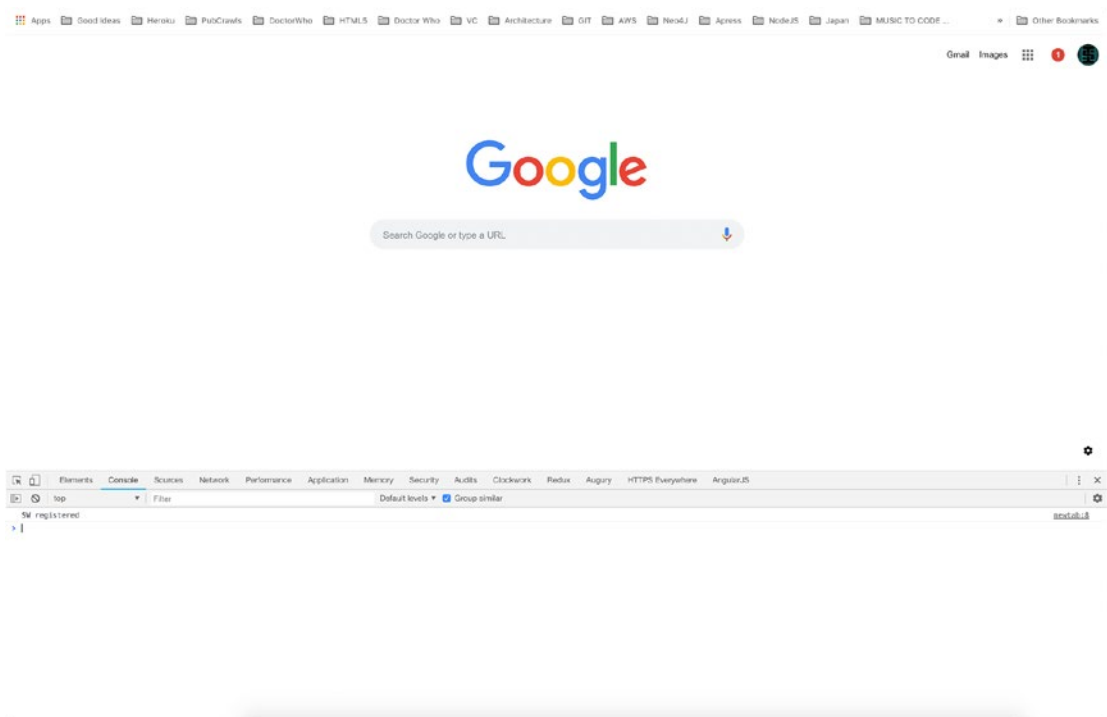 Apps Good Ideas Heroku PubCrawls DoctorWho HTML5 Doctor Who VC Architecture GIT AWS Neo4J Apress NodeJS Japan MUSIC TO CODE ... » Other Bookmarks
Gmail Images 1
Google
Search Google or type a URL
Elements Console Sources Network Performance Application Memory Security Audits Clockwork Redux Augury HTTPS Everywhere AngularJS
top Filter Default levels Group similar
SW registered newtab:8
>